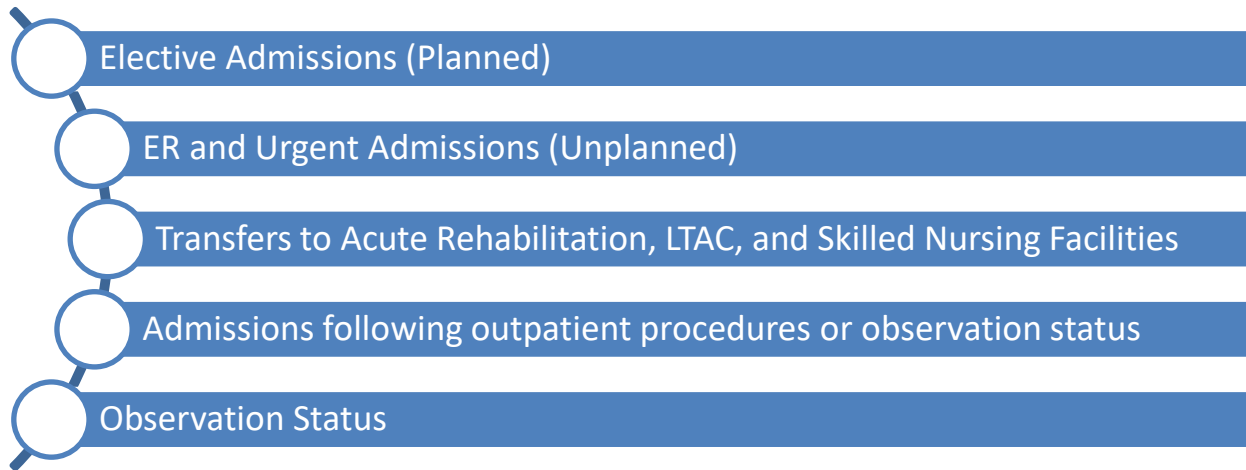 Elective Admissions (Planned)
ER and Urgent Admissions (Unplanned)
Transfers to Acute Rehabilitation, LTAC, and Skilled Nursing Facilities
Admissions following outpatient procedures or observation status
Observation Status